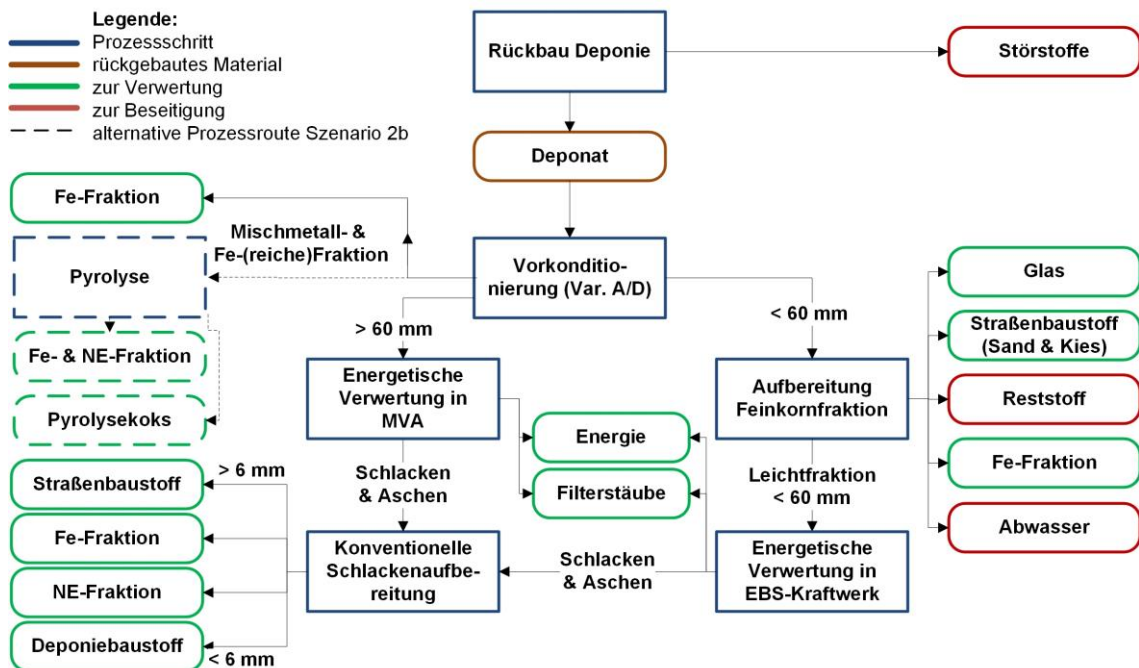 Legende:
Prozessschritt
rückgebautes Material
zur Verwertung
zur Beseitigung
alternative Prozessroute Szenario 2b
Rückbau Deponie
Störstoffe
Deponat
Fe-Fraktion
Mischmetall- &
Fe-(reiche)Fraktion
Pyrolyse
Vorkonditio-
nierung (Var. A/D)
Glas
> 60 mm
< 60 mm
Fe- & NE-Fraktion
Straßenbaustoff
(Sand & Kies)
Energetische
Verwertung in
MVA
Aufbereitung
Feinkornfraktion
Reststoff
Pyrolysekoks
Energie
Fe-Fraktion
Schlacken
& Aschen
Leichtfraktion
< 60 mm
> 6 mm
Straßenbaustoff
Filterstäube
Abwasser
Fe-Fraktion
Konventionelle
Schlackenaufbe-
reitung
Schlacken
& Aschen
Energetische
Verwertung in
EBS-Kraftwerk
NE-Fraktion
Deponiebaustoff
< 6 mm